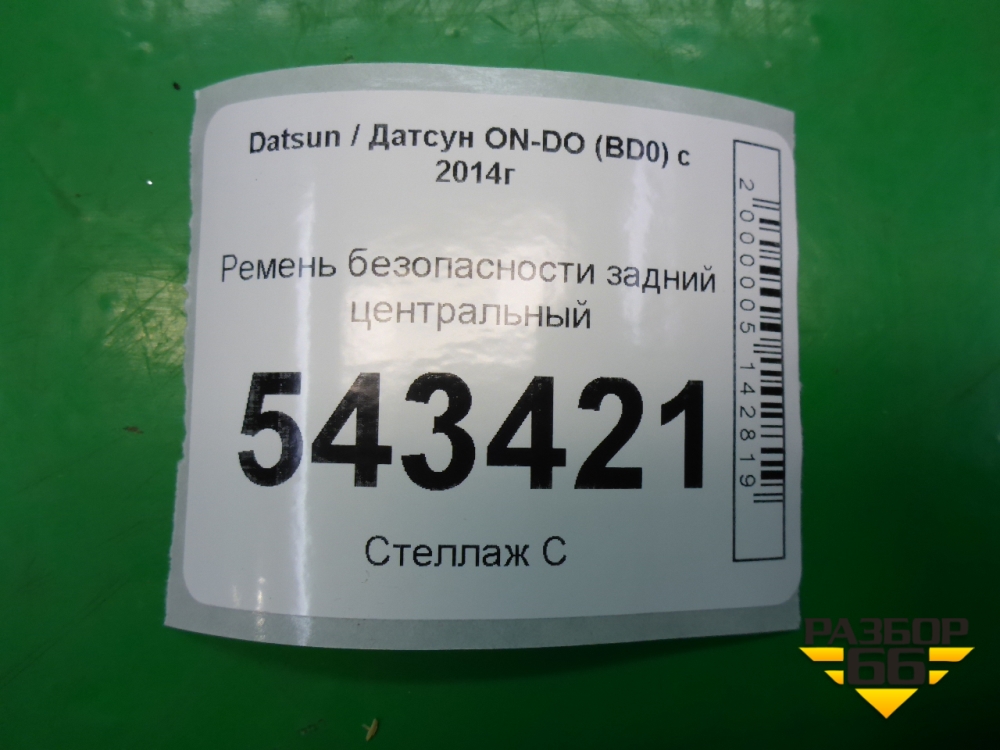 Datsun / Датсун ON-DO (BD0) с
2014г
Ремень безопасности задний
центральный
543421
Стеллаж С
2000005142819
РАЗБОР
66